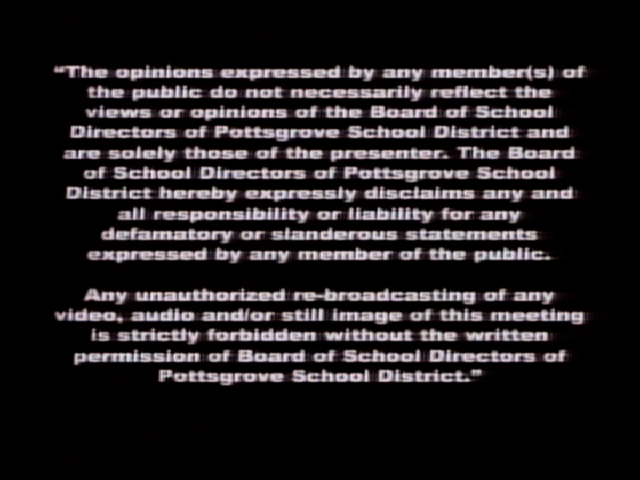 “The opinions expressed by any member(s) of
the public do not necessarily reflect the
views or opinions of the Board of School
Directors of Pottsgrove School District and
are solely those of the presenter. The Board
of School Directors of Pottsgrove School
District hereby expressly disclaims any and
all responsibility or liability for any
defamatory or slanderous statements
expressed by any member of the public.
Any unauthorized re-broadcasting of any
video, audio and/or still image of this meeting
is strictly forbidden without the written
permission of Board of School Directors of
Pottsgrove School District.”